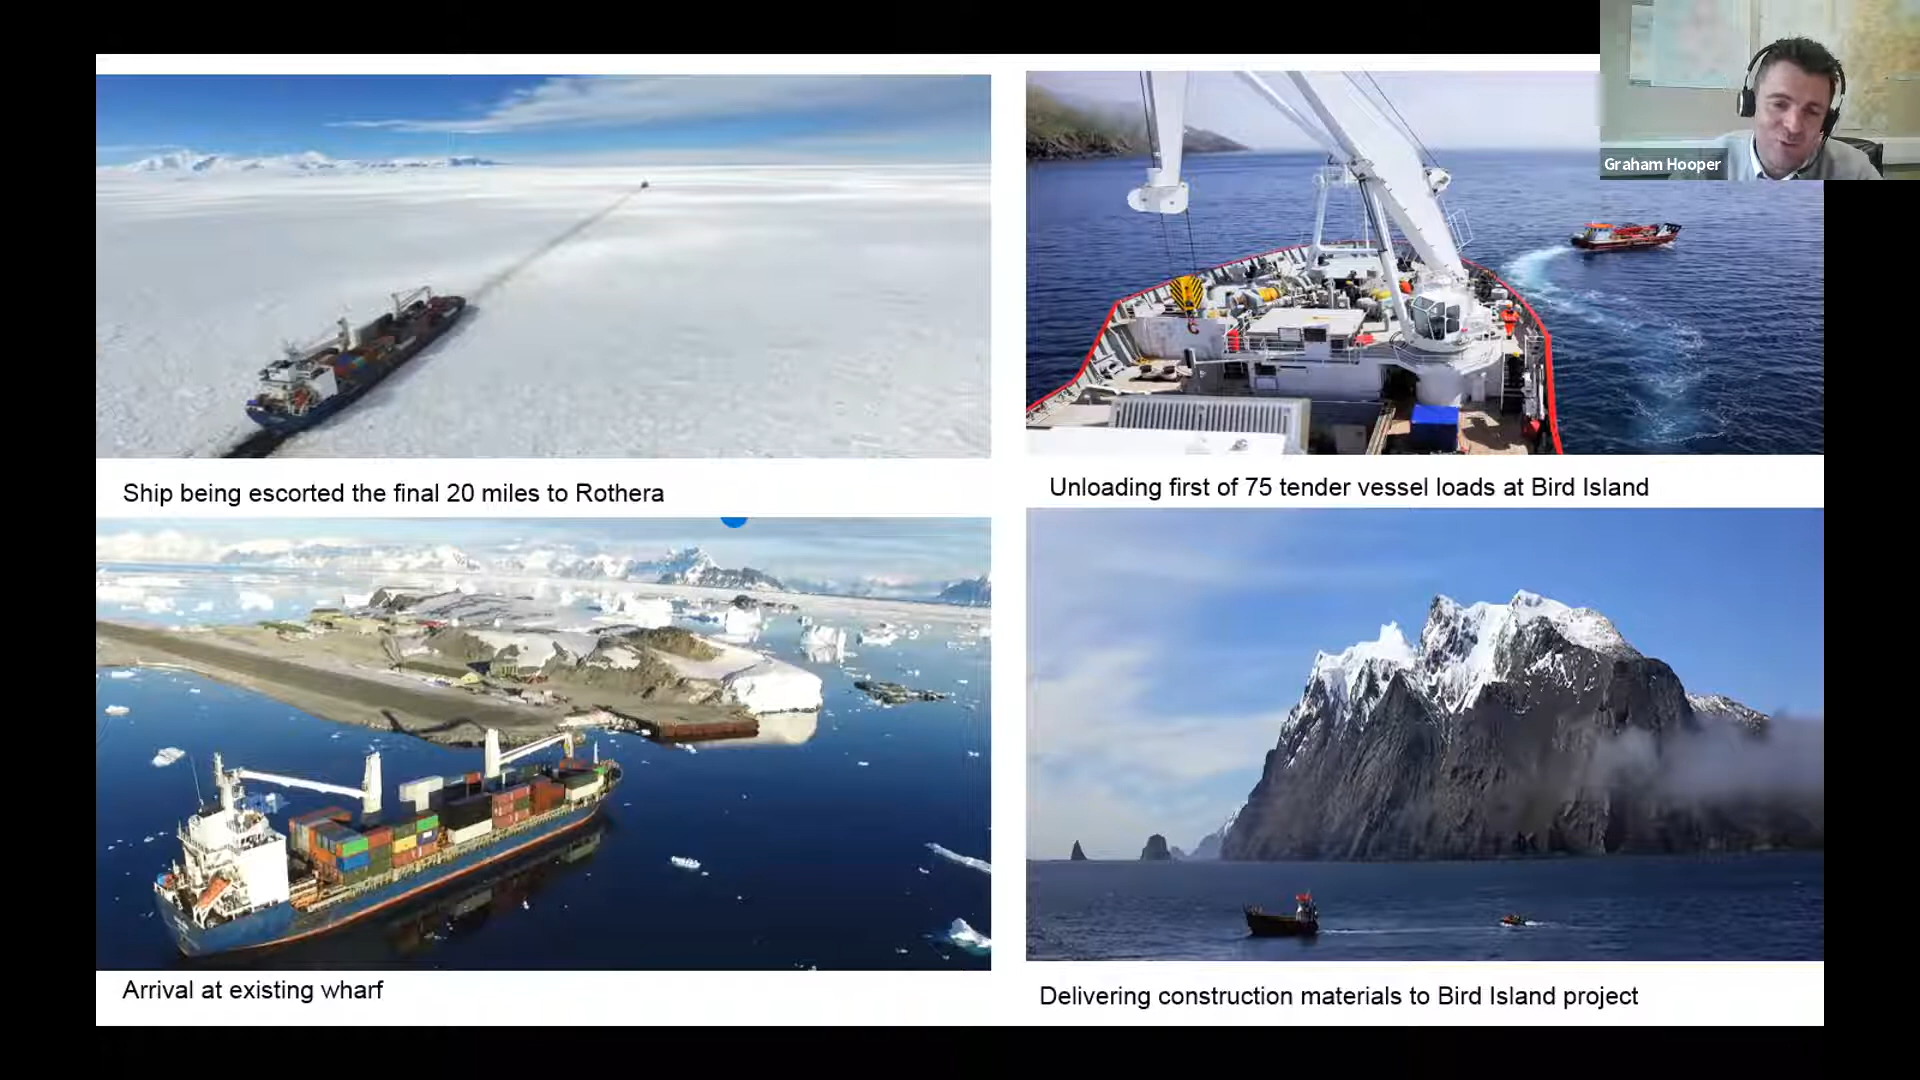 Graham Hooper
Ship being escorted the final 20 miles to Rothera
Unloading first of 75 tender vessel loads at Bird Island
Arrival at existing wharf
Delivering construction materials to Bird Island project